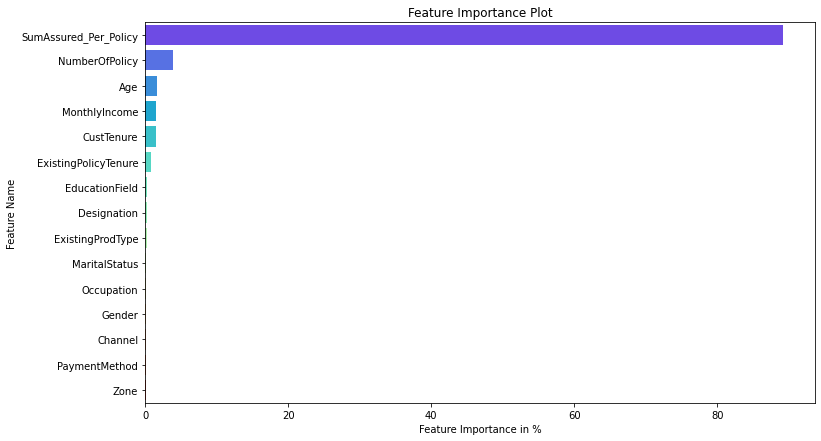 Feature Importance Plot
Feature Name
SumAssured_Per_Policy
NumberOfPolicy
Age
MonthlyIncome
CustTenure
ExistingPolicyTenure
EducationField
Designation
ExistingProdType
MaritalStatus
Occupation
Gender
Channel
PaymentMethod
Zone
0 20 40 60 80
Feature Importance in %